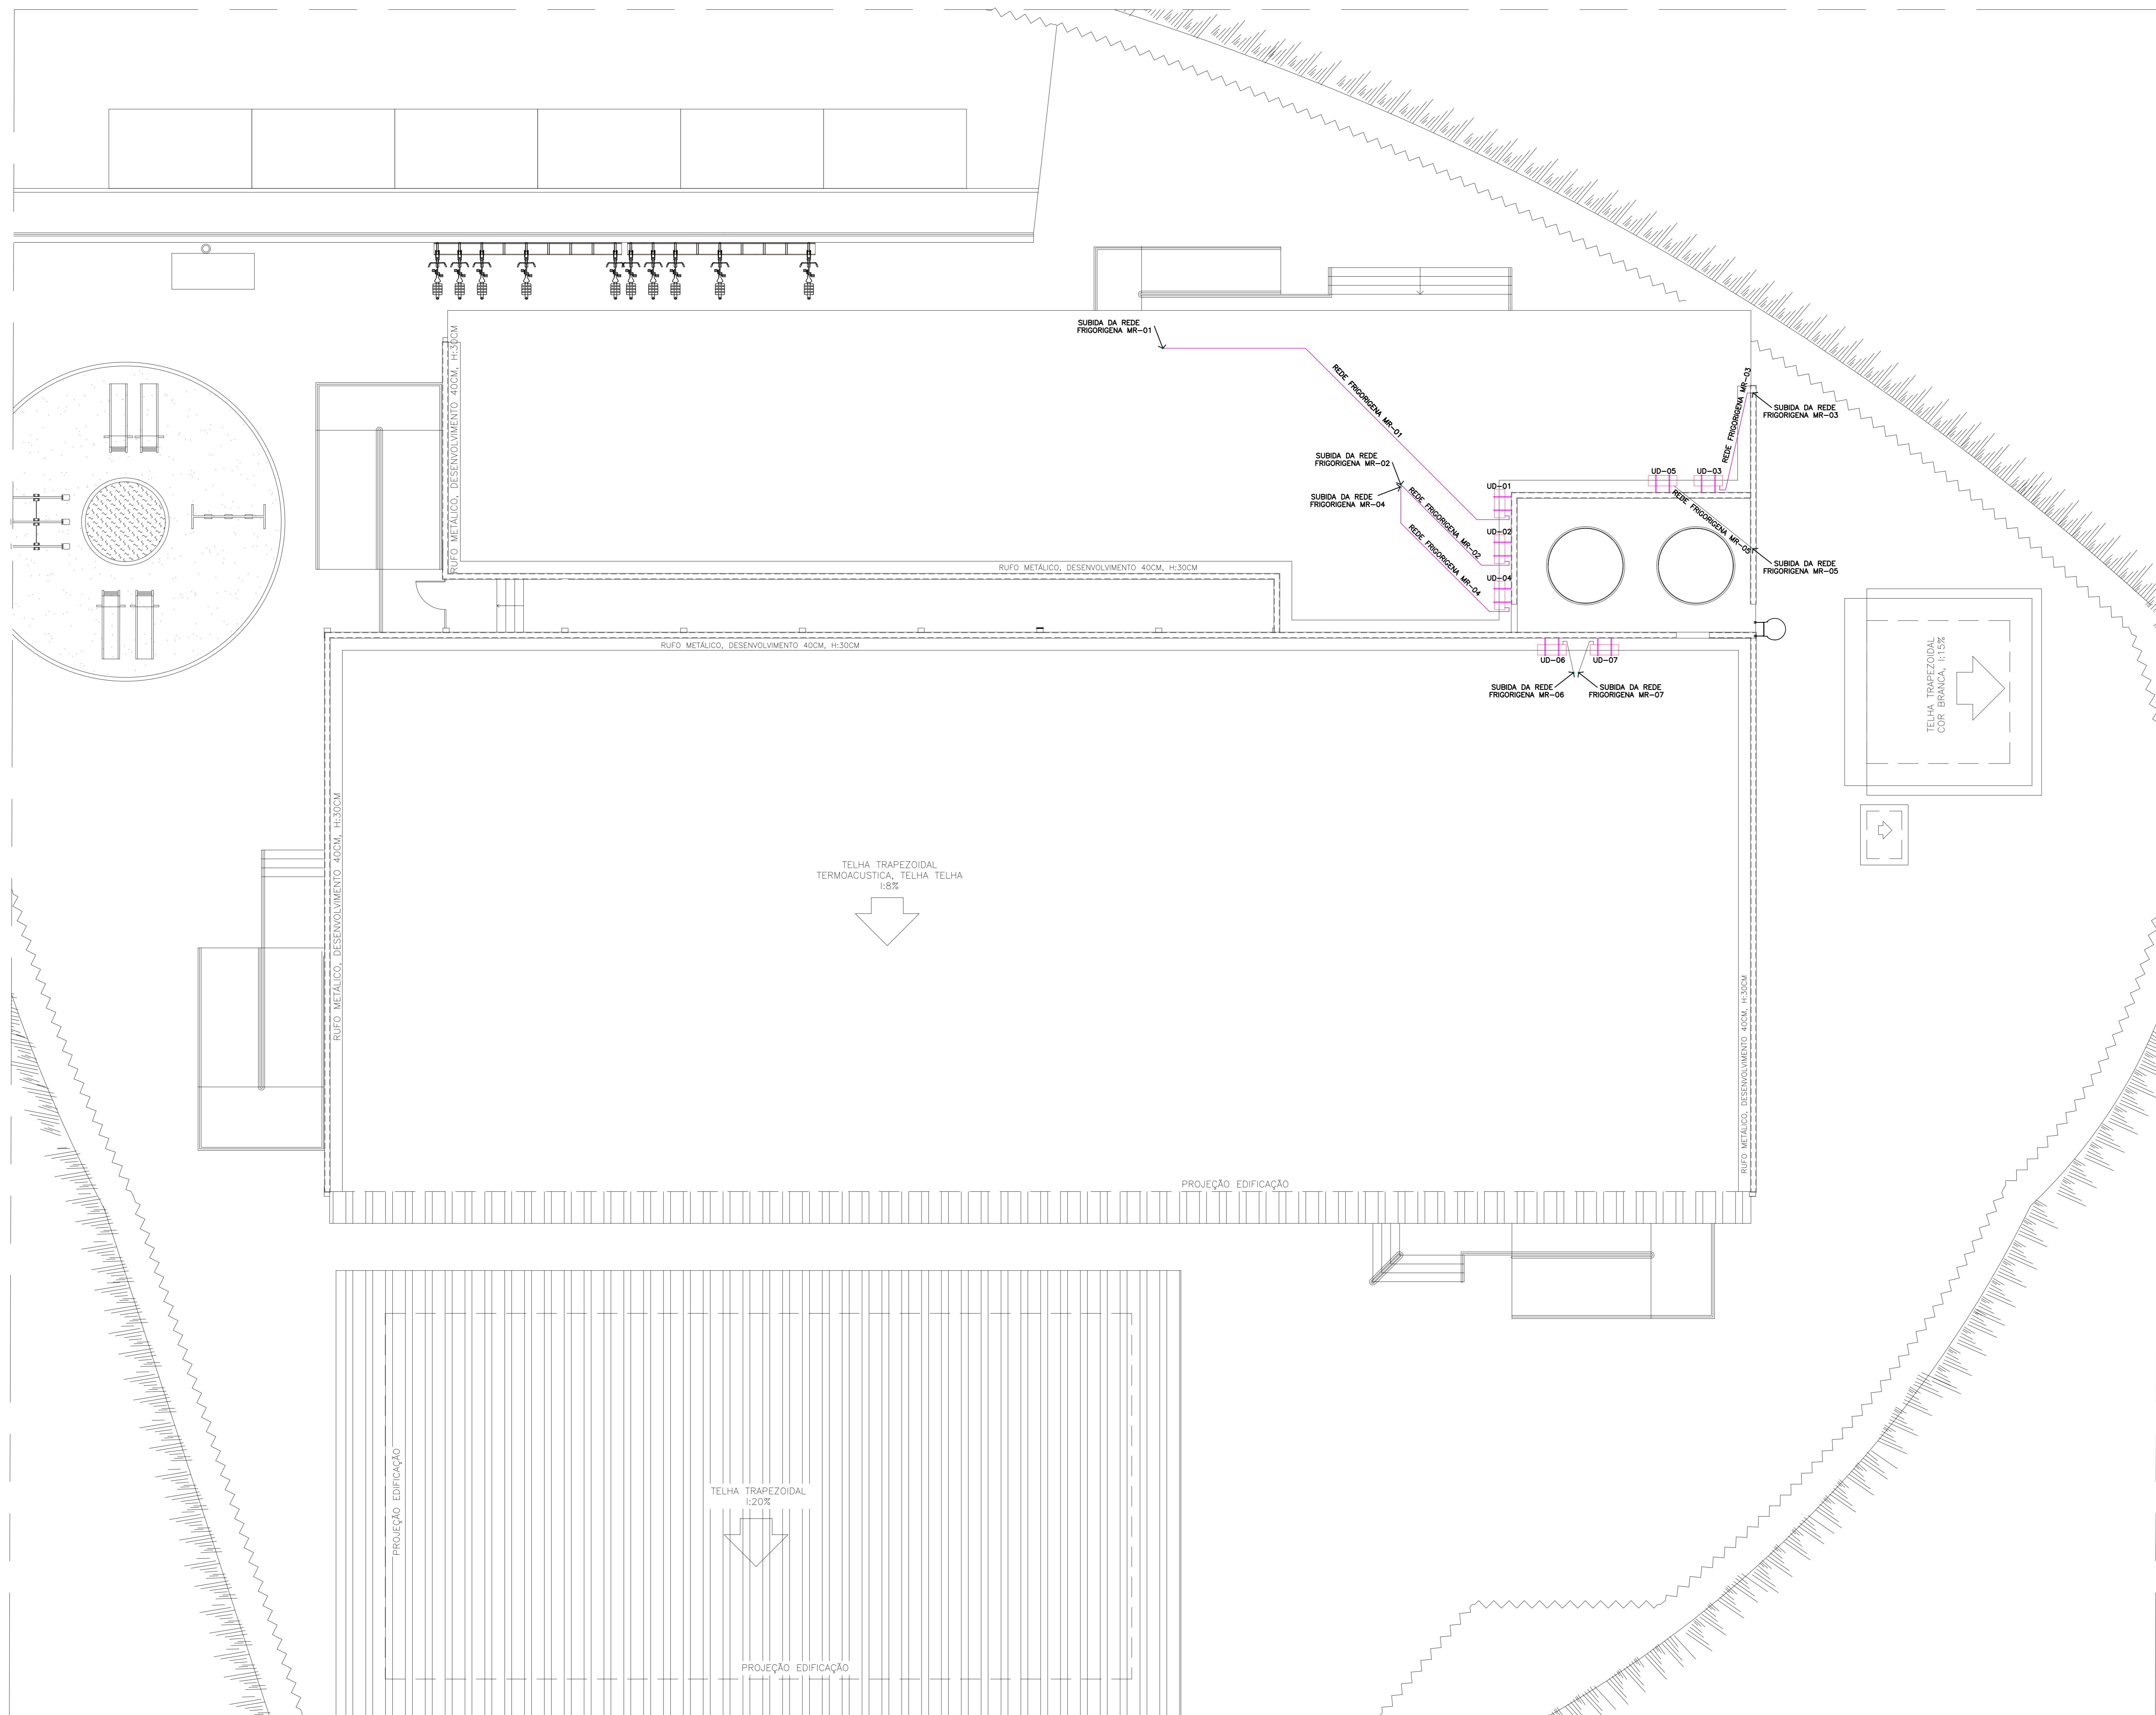 SUBIDA DA REDE
FRIGORIGENA MR-01
RUFO METÁLICO, DESENVOLVIMENTO 40CM, H:30CM
REDE FRIGORIGENA MR-01
REDE FRIGORIGENA MR-03
SUBIDA DA REDE
FRIGORIGENA MR-03
SUBIDA DA REDE
FRIGORIGENA MR-02
UD-05
UD-03
UD-01
SUBIDA DA REDE
FRIGORIGENA MR-04
REDE FRIGORIGENA MR-02
REDE FRIGORIGENA MR-05
UD-02
REDE FRIGORIGENA MR-04
RUFO METÁLICO, DESENVOLVIMENTO 40CM, H:30CM
SUBIDA DA REDE
FRIGORIGENA MR-05
UD-04
RUFO METÁLICO, DESENVOLVIMENTO 40CM, H:30CM
UD-06
UD-07
SUBIDA DA REDE
FRIGORIGENA MR-06
SUBIDA DA REDE
FRIGORIGENA MR-07
TELHA TRAPEZOIDAL
COR BRANCA, I:15%
RUFO METÁLICO, DESENVOLVIMENTO 40CM, H:30CM
TELHA TRAPEZOIDAL
TERMOACUSTICA, TELHA TELHA
I:8%
RUFO METÁLICO, DESENVOLVIMENTO 40CM, H:30CM
PROJEÇÃO EDIFICAÇÃO
PROJEÇÃO EDIFICAÇÃO
TELHA TRAPEZOIDAL
I:20%
PROJEÇÃO EDIFICAÇÃO